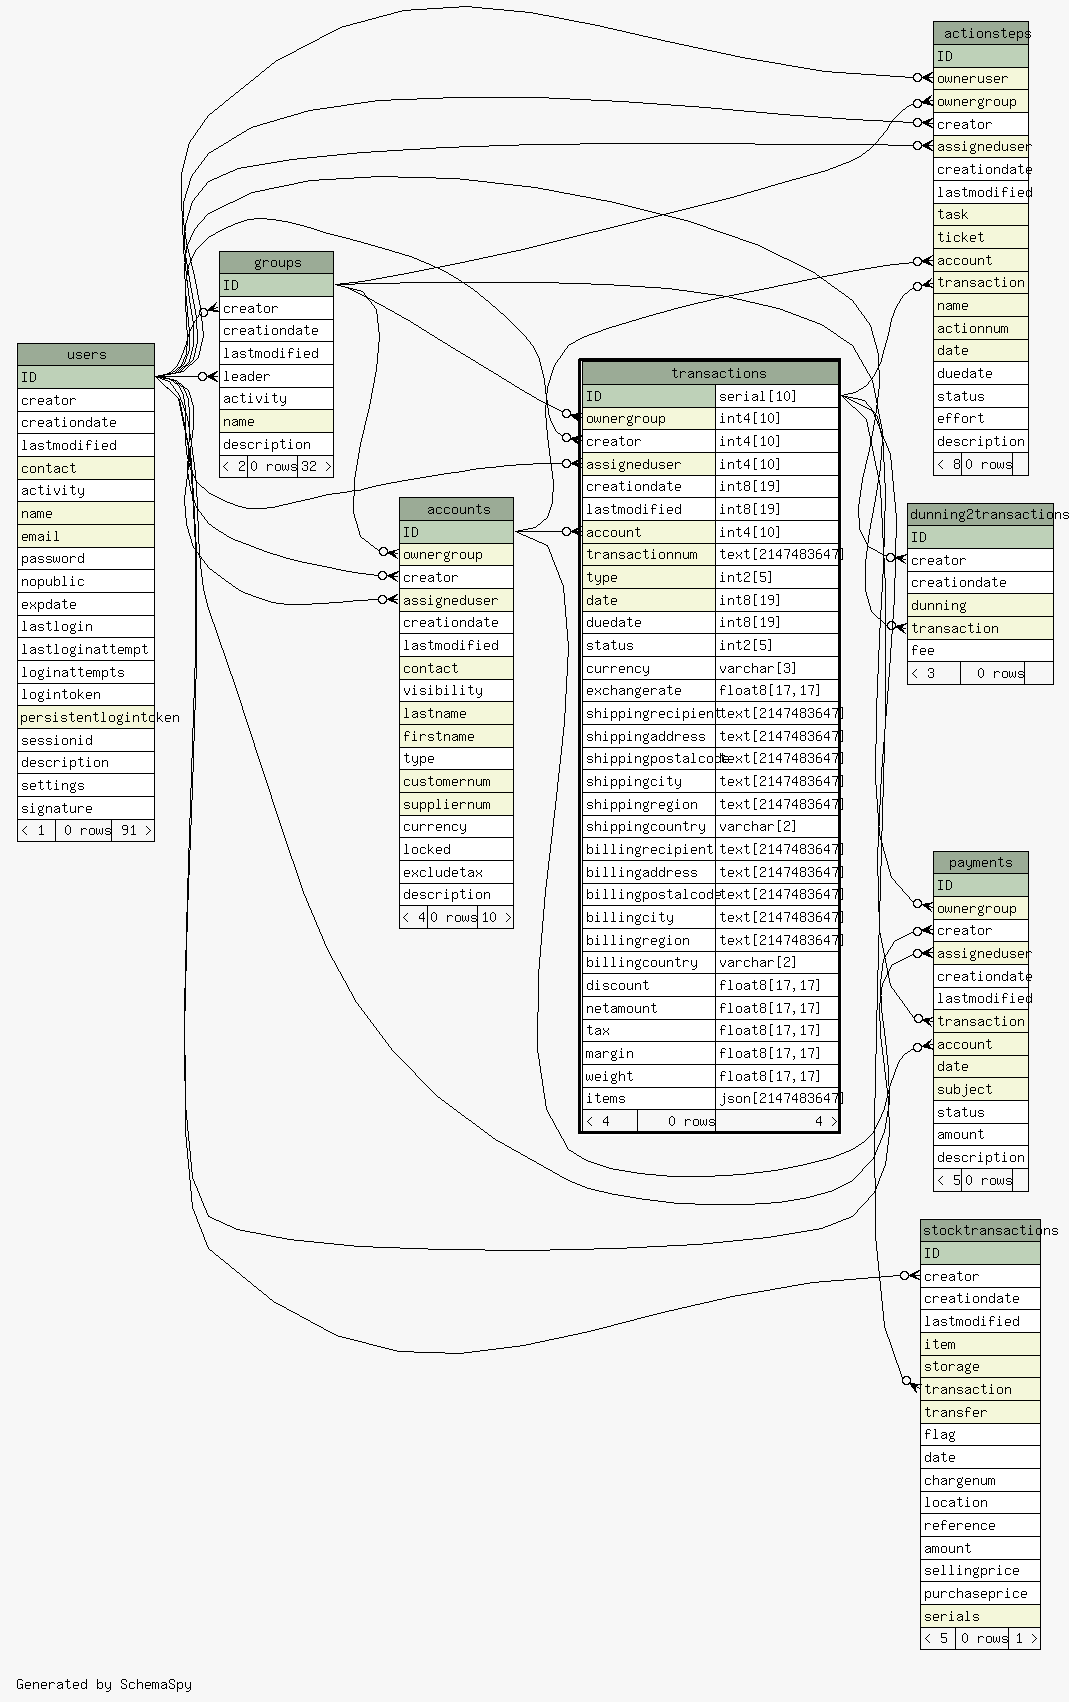 actionsteps
ID
owneruser
ownergroup
creator
assigneduser
creationdate
lastmodified
task
ticket
account
transaction
name
actionnum
date
duedate
status
effort
description
< 8 0 rows
groups
ID
creator
creationdate
lastmodified
leader
activity
name
description
< 2 0 rows 32 >
users
ID
creator
creationdate
lastmodified
contact
activity
name
email
password
nopublic
expdate
lastlogin
lastloginattempt
loginattempts
logintoken
persistentlogintoken
sessionid
description
settings
signature
< 1 0 rows 91 >
transactions
ID serial[10]
ownergroup int4[10]
creator int4[10]
assigneduser int4[10]
creationdate int8[19]
lastmodified int8[19]
account int4[10]
transactionnum text[2147483647]
type int2[5]
date int8[19]
duedate int8[19]
status int2[5]
currency varchar[3]
exchangerate float8[17,17]
shippingrecipient text[2147483647]
shippingaddress text[2147483647]
shippingpostalcode text[2147483647]
shippingcity text[2147483647]
shippingregion text[2147483647]
shippingcountry varchar[2]
billingrecipient text[2147483647]
billingaddress text[2147483647]
billingpostalcode text[2147483647]
billingcity text[2147483647]
billingregion text[2147483647]
billingcountry varchar[2]
discount float8[17,17]
netamount float8[17,17]
tax float8[17,17]
margin float8[17,17]
weight float8[17,17]
items json[2147483647]
< 4 0 rows 4 >
accounts
ID
ownergroup
creator
assigneduser
creationdate
lastmodified
contact
visibility
lastname
firstname
type
customernum
suppliernum
currency
locked
excludetax
description
< 4 0 rows 10 >
dunning2transactions
ID
creator
creationdate
dunning
transaction
fee
< 3 0 rows
payments
ID
ownergroup
creator
assigneduser
creationdate
lastmodified
transaction
account
date
subject
status
amount
description
< 5 0 rows
stocktransactions
ID
creator
creationdate
lastmodified
item
storage
transaction
transfer
flag
date
chargenum
location
reference
amount
sellingprice
purchaseprice
serials
< 5 0 rows 1 >
Generated by SchemaSpy